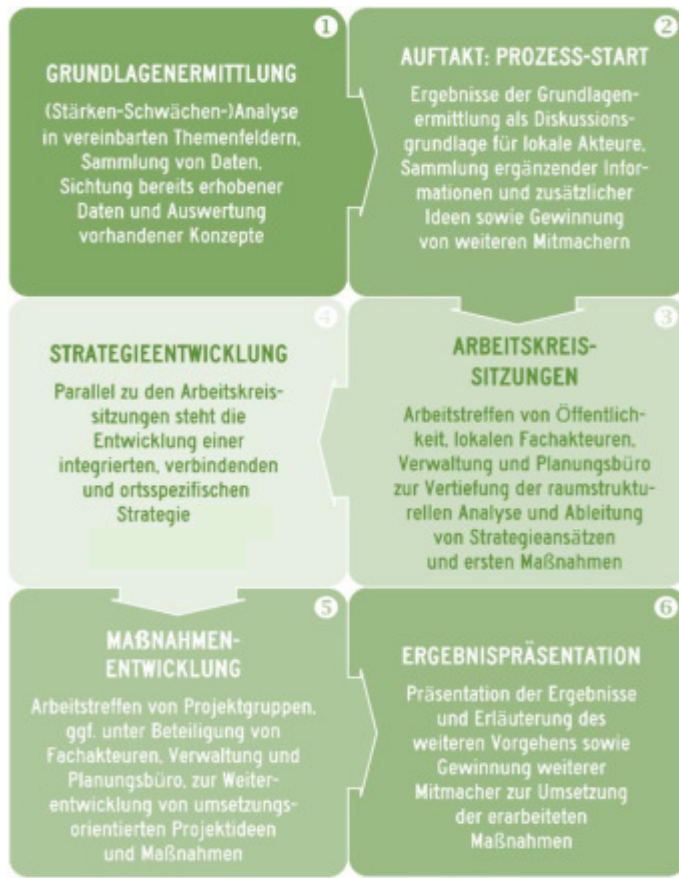 1
GRUNDLAGENERMITTLUNG
(Stärken-Schwächen-)Analyse
in vereinbarten Themenfeldern,
Sammlung von Daten,
Sichtung bereits erhobener
Daten und Auswertung
vorhandener Konzepte
2
AUFTAKT: PROZESS-START
Ergebnisse der Grundlagen-
ermittlung als Diskussions-
grundlage für lokale Akteure,
Sammlung ergänzender Infor-
mationen und zusätzlicher
Ideen sowie Gewinnung
von weiteren Mitmachern
3
ARBEITSKREIS-
SITZUNGEN
Arbeitstreffen von Öffentlich-
keit, lokalen Fachakteuren,
Verwaltung und Planungsbüro
zur Vertiefung der raumstruktu-
rellen Analyse und Ableitung
von Strategieansätzen
und ersten Maßnahmen
4
STRATEGIEENTWICKLUNG
Parallel zu den Arbeitskreis-
sitzungen steht die
Entwicklung einer
integrierten, verbindenden
und ortsspezifischen
Strategie
5
MAßNAHMEN-
ENTWICKLUNG
Arbeitstreffen von Projektgruppen,
ggf. unter Beteiligung von
Fachakteuren, Verwaltung und
Planungsbüro, zur Weiter-
entwicklung von umsetzungs-
orientierten Projektideen
und Maßnahmen
6
ERGEBNISPRÄSENTATION
Präsentation der Ergebnisse
und Erläuterung des
weiteren Vorgehens sowie
Gewinnung weiterer
Mitmacher zur Umsetzung
der erarbeiteten
Maßnahmen